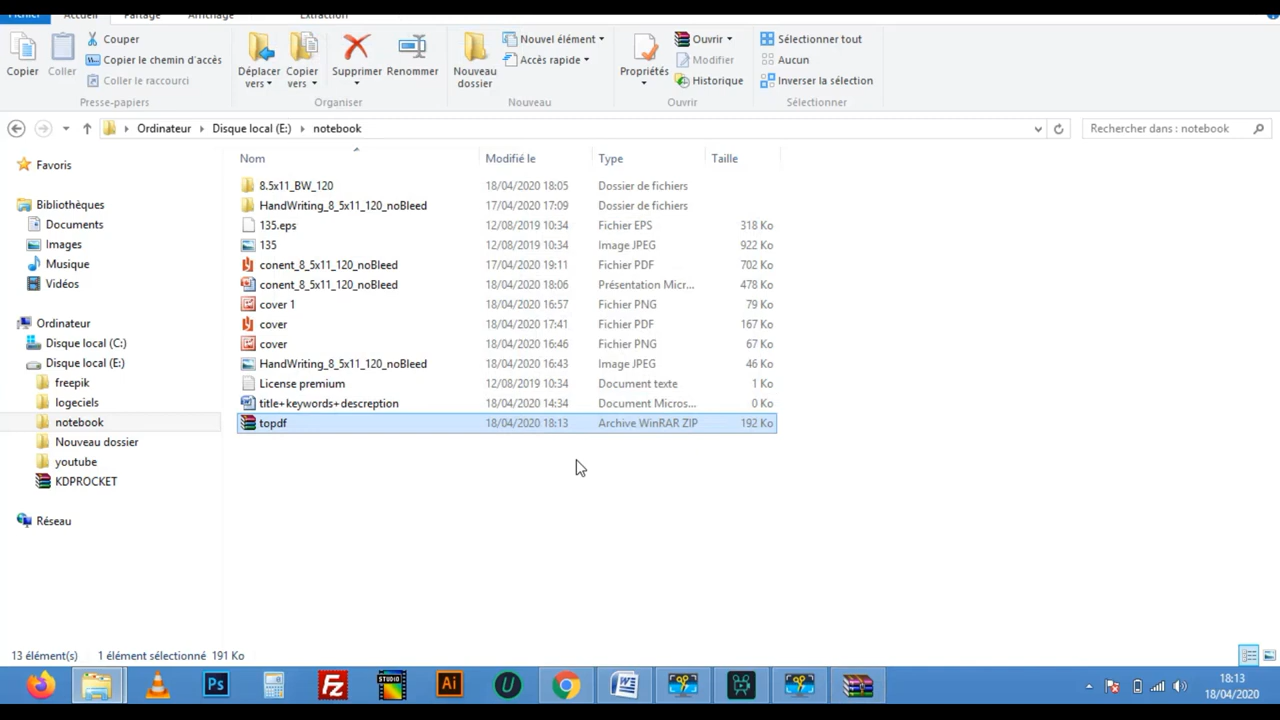 Fichier Accueil Partage Affichage Extraction
Copier
Coller
Couper
Copier le chemin d'accès
Coller le raccourci
Presse-papiers
Déplacer vers
Copier vers
Supprimer
Renommer
Organiser
Nouveau dossier
Nouvel élément
Accès rapide
Nouveau
Propriétés
Ouvrir
Modifier
Historique
Ouvrir
Sélectionner tout
Aucun
Inverser la sélection
Sélectionner
Ordinateur Disque local (E:) notebook
Rechercher dans : notebook
Favoris
Bibliothèques
Documents
Images
Musique
Vidéos
Ordinateur
Disque local (C:)
Disque local (E:)
freepik
logeciels
notebook
Nouveau dossier
youtube
KDPROCKET
Réseau
Nom Modifié le Type Taille
8.5x11_BW_120 18/04/2020 18:05 Dossier de fichiers
HandWriting_8_5x11_120_noBleed 17/04/2020 17:09 Dossier de fichiers
135.eps 12/08/2019 10:34 Fichier EPS 318 Ko
135 12/08/2019 10:34 Image JPEG 922 Ko
conent_8_5x11_120_noBleed 17/04/2020 19:11 Fichier PDF 702 Ko
conent_8_5x11_120_noBleed 18/04/2020 18:06 Présentation Micr... 478 Ko
cover 1 18/04/2020 16:57 Fichier PNG 79 Ko
cover 18/04/2020 17:41 Fichier PDF 167 Ko
cover 18/04/2020 16:46 Fichier PNG 67 Ko
HandWriting_8_5x11_120_noBleed 18/04/2020 16:43 Image JPEG 46 Ko
License premium 12/08/2019 10:34 Document texte 1 Ko
title+keywords+descreption 18/04/2020 14:34 Document Micros... 0 Ko
topdf 18/04/2020 18:13 Archive WinRAR ZIP 192 Ko
13 élément(s) 1 élément sélectionné 191 Ko
Ps
Fz
STUDIO
Ai
U
18:13
18/04/2020